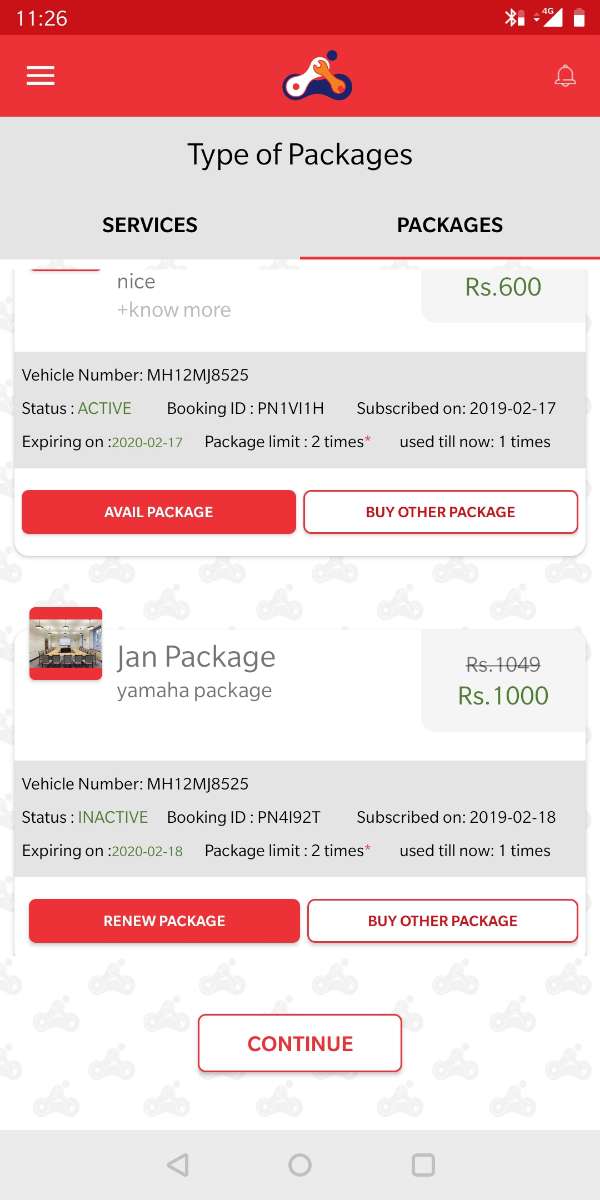 11:26
4G
Type of Packages
SERVICES PACKAGES
nice
Rs.600
+know more
Vehicle Number: MH12MJ8525
Status : ACTIVE Booking ID : PN1VI1H Subscribed on: 2019-02-17
Expiring on :2020-02-17 Package limit : 2 times* used till now: 1 times
AVAIL PACKAGE BUY OTHER PACKAGE
Jan Package
Rs.1049
yamaha package
Rs.1000
Vehicle Number: MH12MJ8525
Status : INACTIVE Booking ID : PN4I92T Subscribed on: 2019-02-18
Expiring on :2020-02-18 Package limit : 2 times* used till now: 1 times
RENEW PACKAGE BUY OTHER PACKAGE
CONTINUE